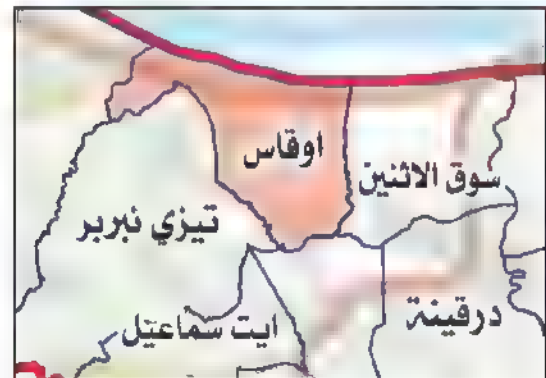 اوقاس
سوق الاثنين
تيزي نبربر
درقينة
ايت سماعيل